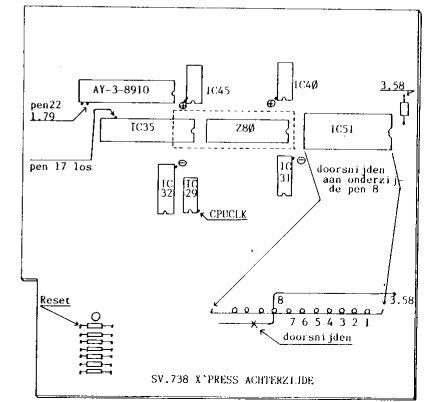 AY-3-8910
IC45
IC40
3.58
pen22
1.79
IC35
Z80
IC51
pen 17 los
IC
32
IC
29
IC
31
doorsnijden
aan onderzij-
de pen 8
CPUCLK
Reset
8
3.58
7 6 5 4 3 2 1
doorsnijden
SV.738 X'PRESS ACHTERZIJDE